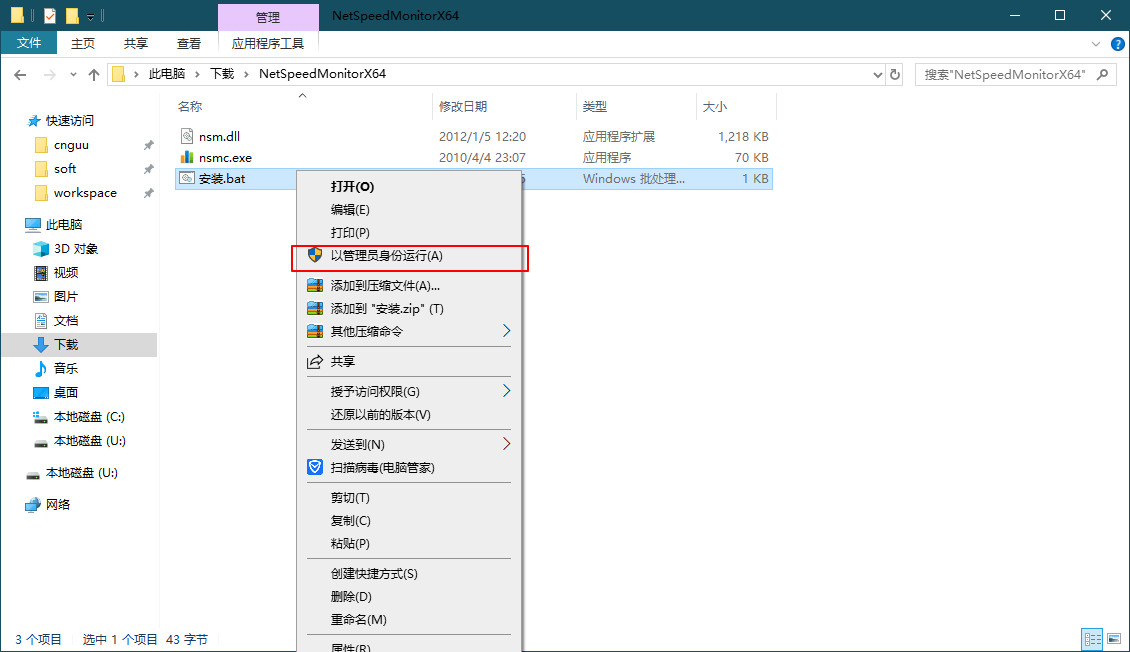 管理
NetSpeedMonitorX64
文件
主页
共享
查看
应用程序工具
此电脑 › 下载 › NetSpeedMonitorX64
搜索"NetSpeedMonitorX64"
名称
修改日期
类型
大小
nsm.dll
2012/1/5 12:20
应用程序扩展
1,218 KB
nsmc.exe
2010/4/4 23:07
应用程序
70 KB
安装.bat
Windows 批处理...
1 KB
快速访问
cnguu
soft
workspace
此电脑
3D 对象
视频
图片
文档
下载
音乐
桌面
本地磁盘 (C:)
本地磁盘 (U:)
本地磁盘 (U:)
网络
打开(O)
编辑(E)
打印(P)
以管理员身份运行(A)
添加到压缩文件(A)...
添加到 "安装.zip" (T)
其他压缩命令
共享
授予访问权限(G)
还原以前的版本(V)
发送到(N)
扫描病毒(电脑管家)
剪切(T)
复制(C)
粘贴(P)
创建快捷方式(S)
删除(D)
重命名(M)
属性(R)
3 个项目
选中 1 个项目
43 字节